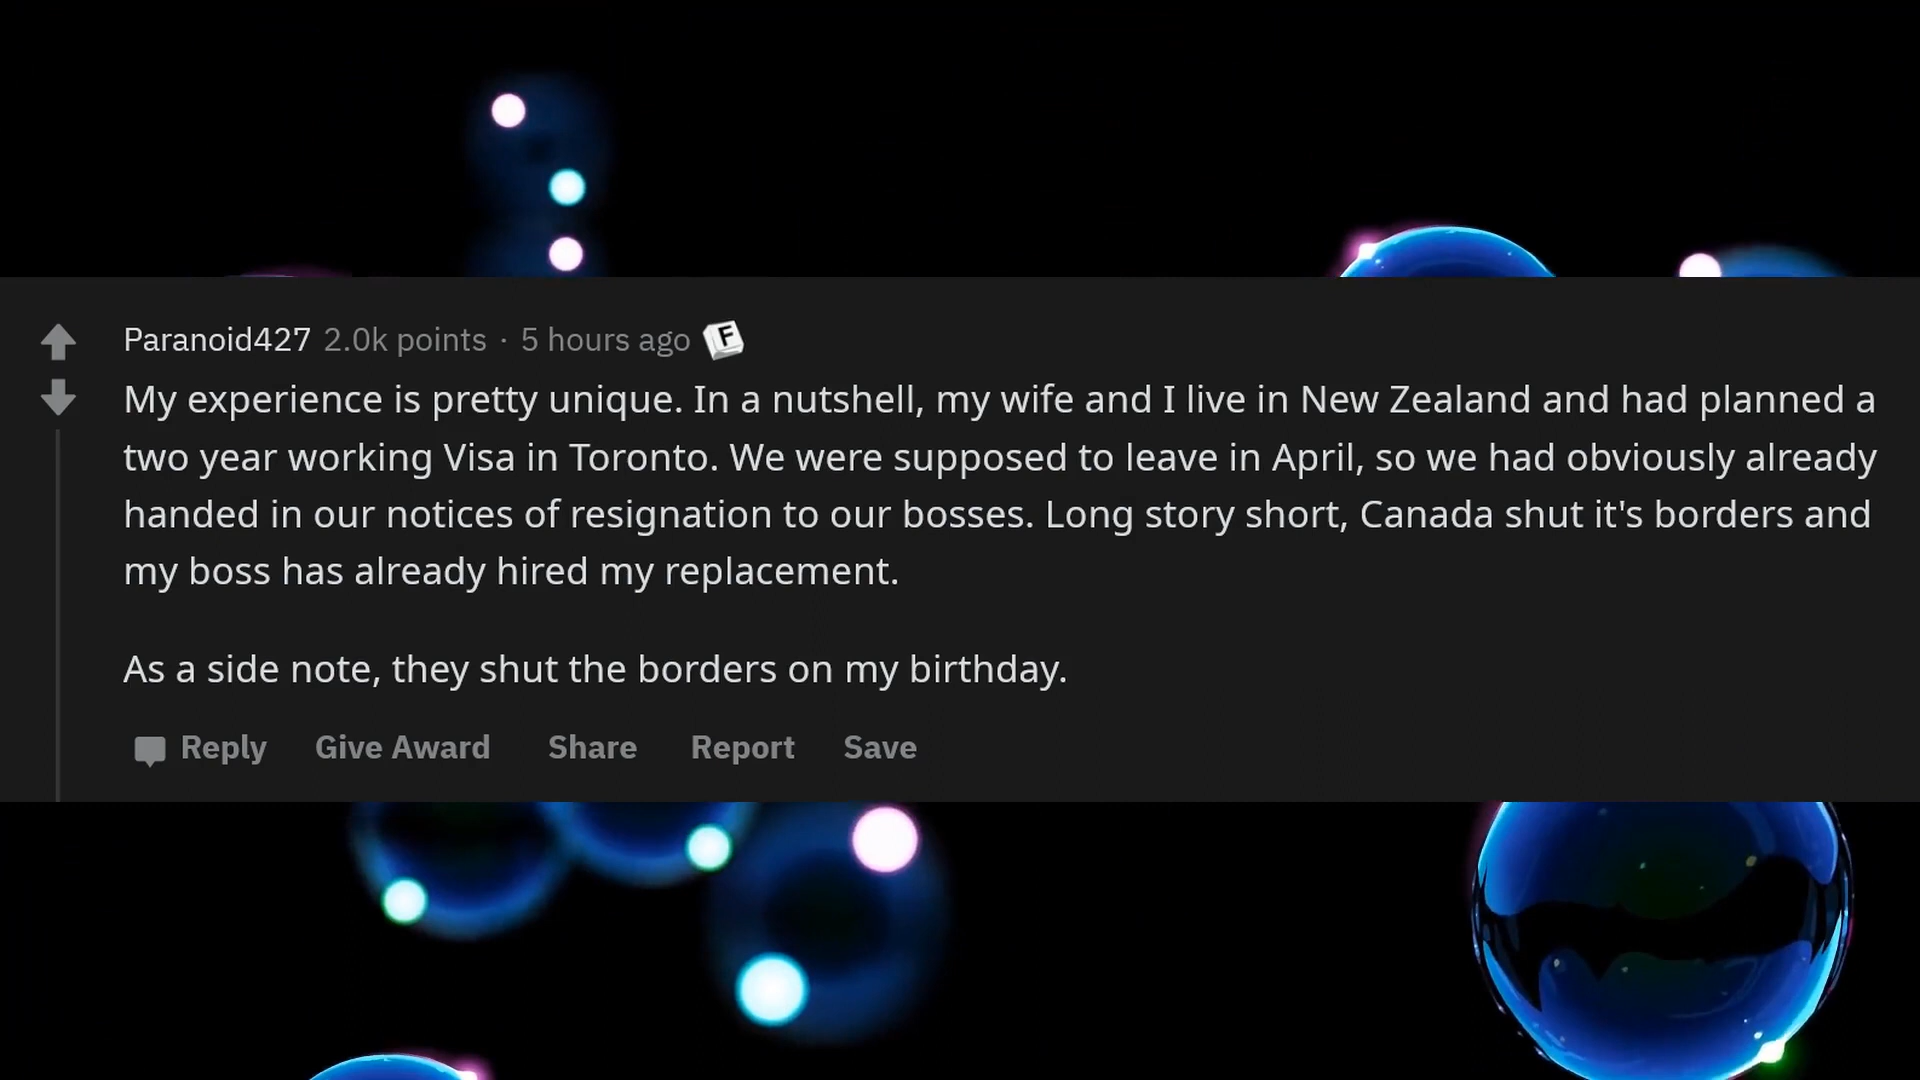 Paranoid427 2.0k points · 5 hours ago F
My experience is pretty unique. In a nutshell, my wife and I live in New Zealand and had planned a
two year working Visa in Toronto. We were supposed to leave in April, so we had obviously already
handed in our notices of resignation to our bosses. Long story short, Canada shut it's borders and
my boss has already hired my replacement.
As a side note, they shut the borders on my birthday.
Reply Give Award Share Report Save